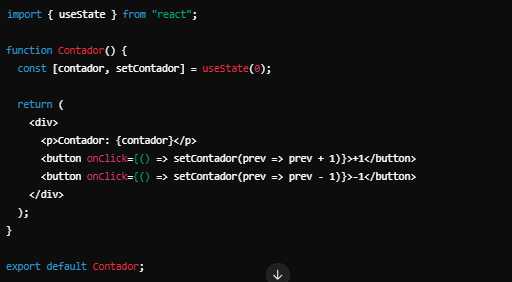 import { useState } from "react";
function Contador() {
const [contador, setContador] = useState(0);
return (
<div>
<p>Contador: {contador}</p>
<button onClick={() => setContador(prev => prev + 1)}>+1</button>
<button onClick={() => setContador(prev => prev - 1)}>-1</button>
</div>
);
}
export default Contador;